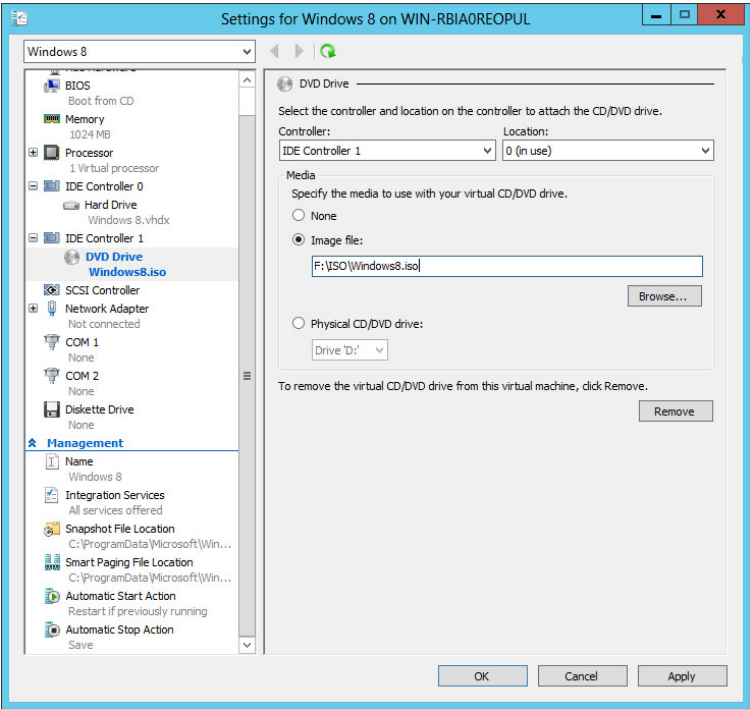 Settings for Windows 8 on WIN-RBIA0REOPUL
Windows 8
BIOS
Boot from CD
Memory
1024 MB
Processor
1 Virtual processor
IDE Controller 0
Hard Drive
Windows 8.vhdx
IDE Controller 1
DVD Drive
Windows8.iso
SCSI Controller
Network Adapter
Not connected
COM 1
None
COM 2
None
Diskette Drive
None
Management
Name
Windows 8
Integration Services
All services offered
Snapshot File Location
C:\ProgramData\Microsoft\Win...
Smart Paging File Location
C:\ProgramData\Microsoft\Win...
Automatic Start Action
Restart if previously running
Automatic Stop Action
Save
DVD Drive
Select the controller and location on the controller to attach the CD/DVD drive.
Controller: Location:
IDE Controller 1 0 (in use)
Media
Specify the media to use with your virtual CD/DVD drive.
None
Image file:
F:\ISO\Windows8.iso
Browse...
Physical CD/DVD drive:
Drive 'D:'
To remove the virtual CD/DVD drive from this virtual machine, click Remove.
Remove
OK Cancel Apply